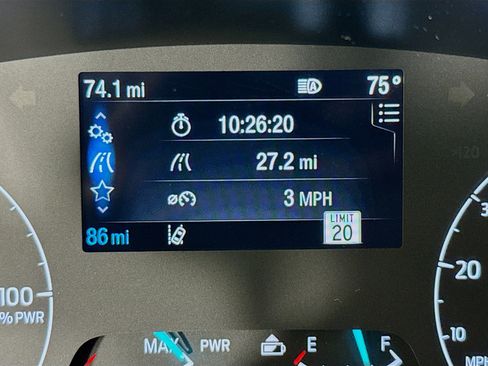 74.1 mi A 75°
10:26:20
27.2 mi
3 MPH
86 mi LIMIT
20
100
% PWR
MAX PWR E F
20
10
MPH